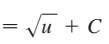 = √u + C